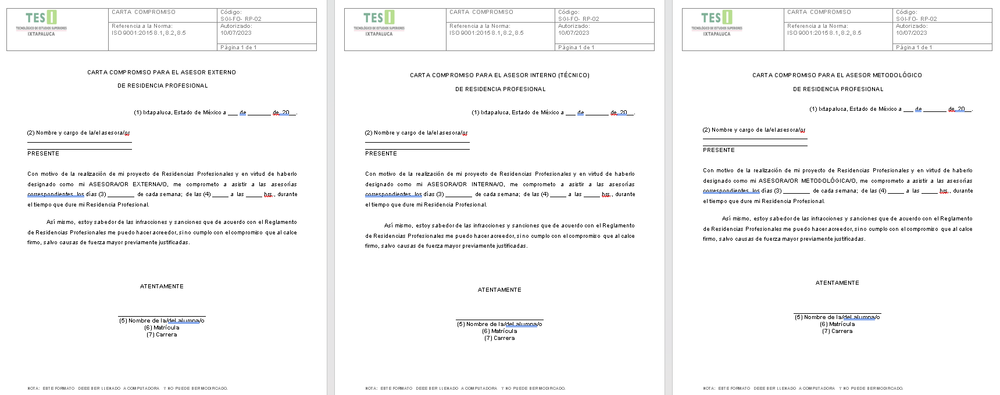 TESI
TECNOLÓGICO DE ESTUDIOS SUPERIORES
IXTAPALUCA
CARTA COMPROMISO
Código:
SGI-FO- RP-02
Referencia a la Norma:
ISO 9001:2015 8.1, 8.2, 8.5
Autorizado:
10/07/2023
Página 1 de 1
CARTA COMPROMISO PARA EL ASESOR EXTERNO
DE RESIDENCIA PROFESIONAL
(1) Ixtapaluca, Estado de México a ___ de _______ de 20__.
(2) Nombre y cargo de la/el asesora/or
PRESENTE
Con motivo de la realización de mi proyecto de Residencias Profesionales y en virtud de haberlo
designado como mi ASESORA/OR EXTERNA/O, me comprometo a asistir a las asesorías
correspondientes los días (3) ________ de cada semana; de las (4) _____ a las _____ hrs., durante
el tiempo que dure mi Residencia Profesional.
Así mismo, estoy sabedor de las infracciones y sanciones que de acuerdo con el Reglamento
de Residencias Profesionales me puedo hacer acreedor, si no cumplo con el compromiso que al calce
firmo, salvo causas de fuerza mayor previamente justificadas.
ATENTAMENTE
(5) Nombre de la/del alumna/o
(6) Matrícula
(7) Carrera
NOTA: ESTE FORMATO DEBE SER LLENADO A COMPUTADORA Y NO PUEDE SER MODIFICADO.
TESI
TECNOLÓGICO DE ESTUDIOS SUPERIORES
IXTAPALUCA
CARTA COMPROMISO
Código:
SGI-FO- RP-02
Referencia a la Norma:
ISO 9001:2015 8.1, 8.2, 8.5
Autorizado:
10/07/2023
Página 1 de 1
CARTA COMPROMISO PARA EL ASESOR INTERNO (TÉCNICO)
DE RESIDENCIA PROFESIONAL
(1) Ixtapaluca, Estado de México a ___ de _______ de 20__.
(2) Nombre y cargo de la/el asesora/or
PRESENTE
Con motivo de la realización de mi proyecto de Residencias Profesionales y en virtud de haberlo
designado como mi ASESORA/OR INTERNA/O, me comprometo a asistir a las asesorías
correspondientes los días (3) ________ de cada semana; de las (4) _____ a las _____ hrs., durante
el tiempo que dure mi Residencia Profesional.
Así mismo, estoy sabedor de las infracciones y sanciones que de acuerdo con el Reglamento
de Residencias Profesionales me puedo hacer acreedor, si no cumplo con el compromiso que al calce
firmo, salvo causas de fuerza mayor previamente justificadas.
ATENTAMENTE
(5) Nombre de la/del alumna/o
(6) Matrícula
(7) Carrera
NOTA: ESTE FORMATO DEBE SER LLENADO A COMPUTADORA Y NO PUEDE SER MODIFICADO.
TESI
TECNOLÓGICO DE ESTUDIOS SUPERIORES
IXTAPALUCA
CARTA COMPROMISO
Código:
SGI-FO- RP-02
Referencia a la Norma:
ISO 9001:2015 8.1, 8.2, 8.5
Autorizado:
10/07/2023
Página 1 de 1
CARTA COMPROMISO PARA EL ASESOR METODOLÓGICO
DE RESIDENCIA PROFESIONAL
(1) Ixtapaluca, Estado de México a ___ de _______ de 20__.
(2) Nombre y cargo de la/el asesora/or
PRESENTE
Con motivo de la realización de mi proyecto de Residencias Profesionales y en virtud de haberlo
designado como mi ASESORA/OR METODOLÓGICA/O, me comprometo a asistir a las asesorías
correspondientes los días (3) ________ de cada semana; de las (4) _____ a las _____ hrs., durante
el tiempo que dure mi Residencia Profesional.
Así mismo, estoy sabedor de las infracciones y sanciones que de acuerdo con el Reglamento
de Residencias Profesionales me puedo hacer acreedor, si no cumplo con el compromiso que al calce
firmo, salvo causas de fuerza mayor previamente justificadas.
ATENTAMENTE
(5) Nombre de la/del alumna/o
(6) Matrícula
(7) Carrera
NOTA: ESTE FORMATO DEBE SER LLENADO A COMPUTADORA Y NO PUEDE SER MODIFICADO.